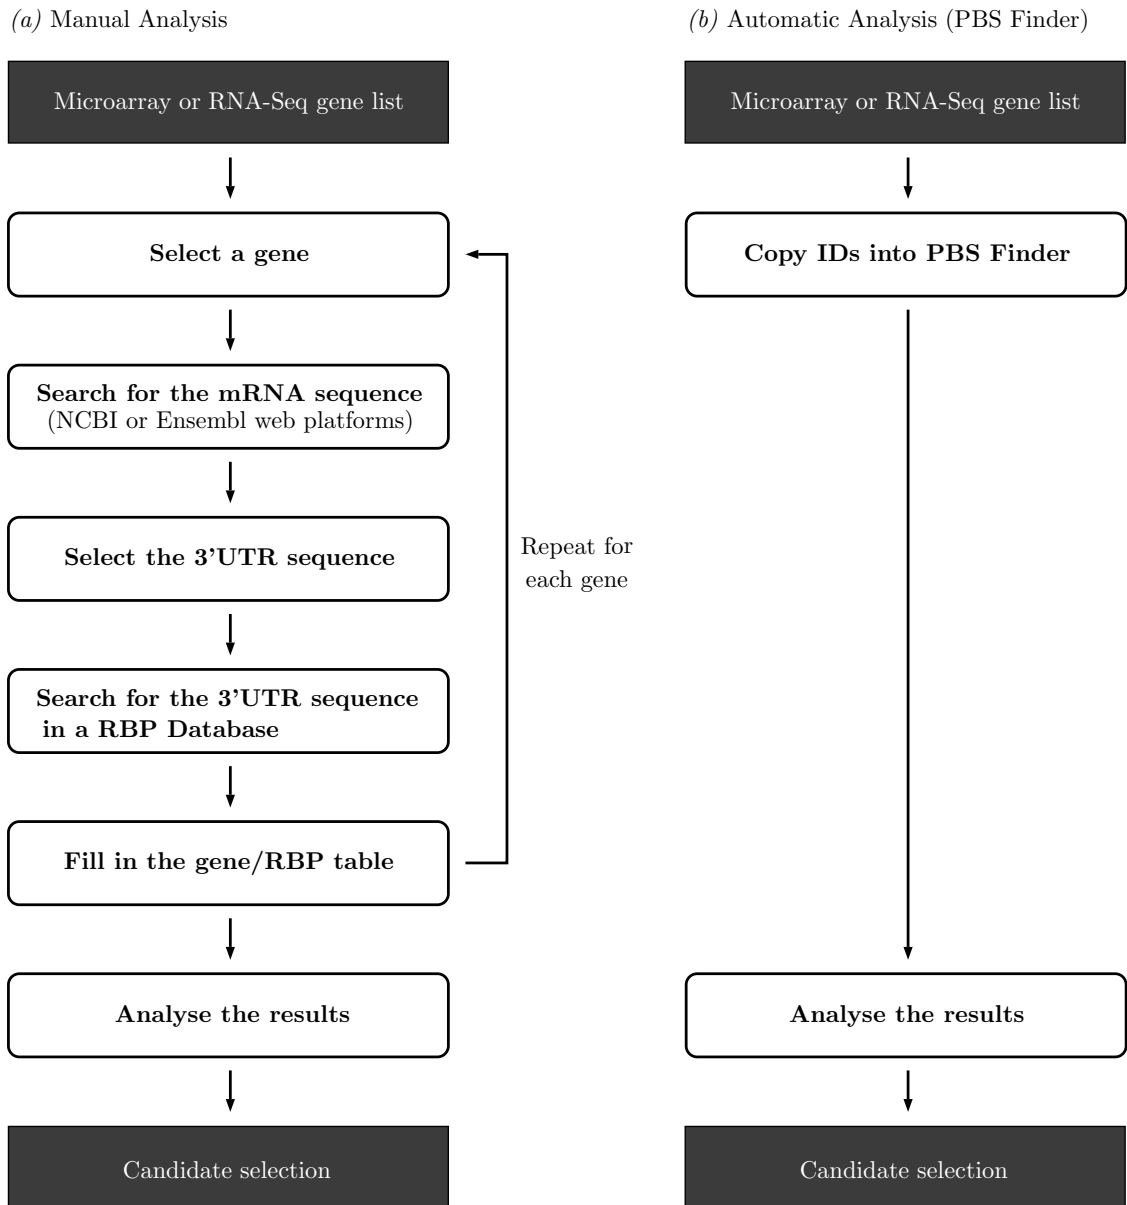 (a) Manual Analysis
Microarray or RNA-Seq gene list
Select a gene
Search for the mRNA sequence
(NCBI or Ensembl web platforms)
Select the 3'UTR sequence
Repeat for
each gene
Search for the 3'UTR sequence
in a RBP Database
Fill in the gene/RBP table
Analyse the results
Candidate selection
(b) Automatic Analysis (PBS Finder)
Microarray or RNA-Seq gene list
Copy IDs into PBS Finder
Analyse the results
Candidate selection